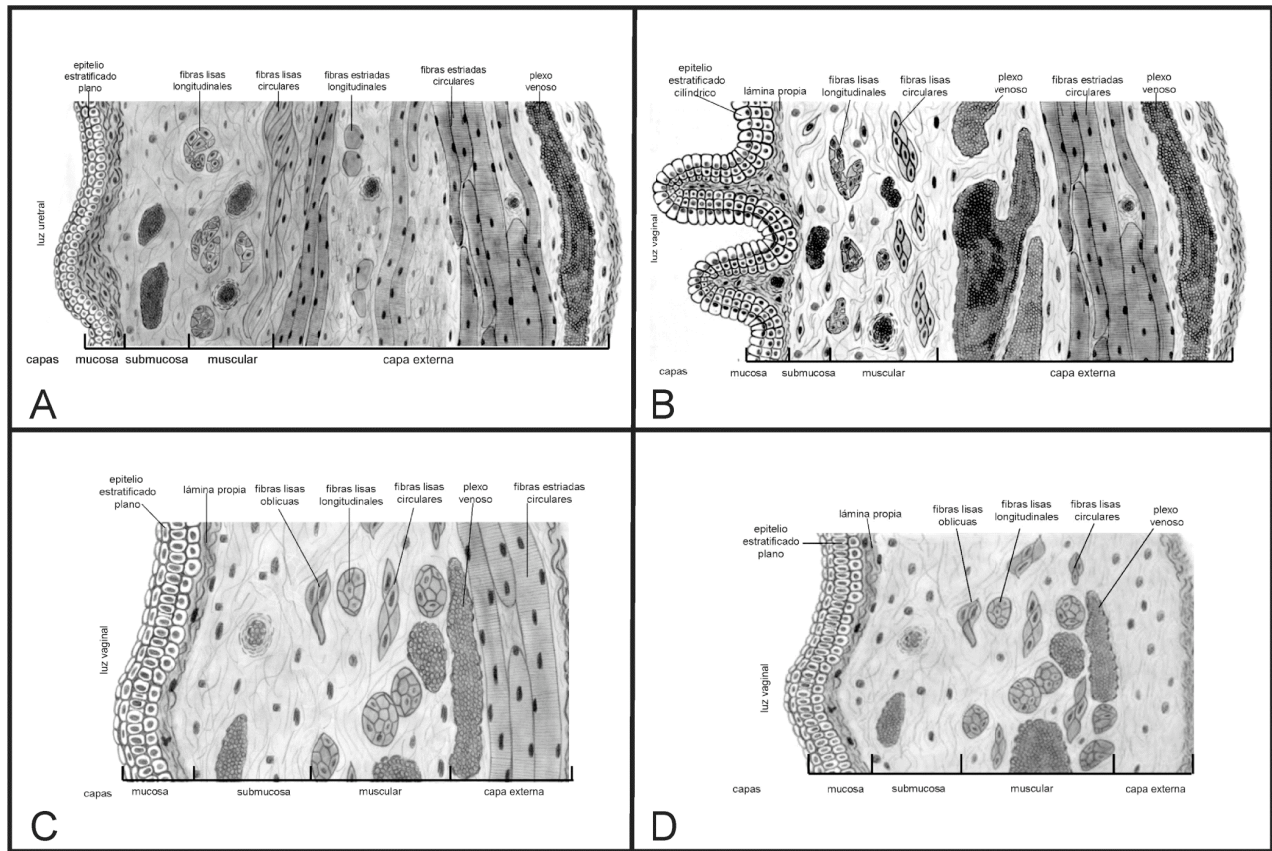 epitelio
estratificado
plano
fibras lisas
longitudinales
fibras lisas
circulares
fibras estriadas
longitudinales
fibras estriadas
circulares
plexo
venoso
luz uretral
capas
mucosa
submucosa
muscular
capa externa
A
epitelio
estratificado
cilíndrico
lámina propia
fibras lisas
longitudinales
fibras lisas
circulares
plexo
venoso
fibras estriadas
circulares
plexo
venoso
luz vaginal
capas
mucosa
submucosa
muscular
capa externa
B
epitelio
estratificado
plano
lámina propia
fibras lisas
oblicuas
fibras lisas
longitudinales
fibras lisas
circulares
plexo
venoso
fibras estriadas
circulares
luz vaginal
capas
mucosa
submucosa
muscular
capa externa
C
epitelio
estratificado
plano
lámina propia
fibras lisas
oblicuas
fibras lisas
longitudinales
fibras lisas
circulares
plexo
venoso
luz vaginal
capas
mucosa
submucosa
muscular
capa externa
D